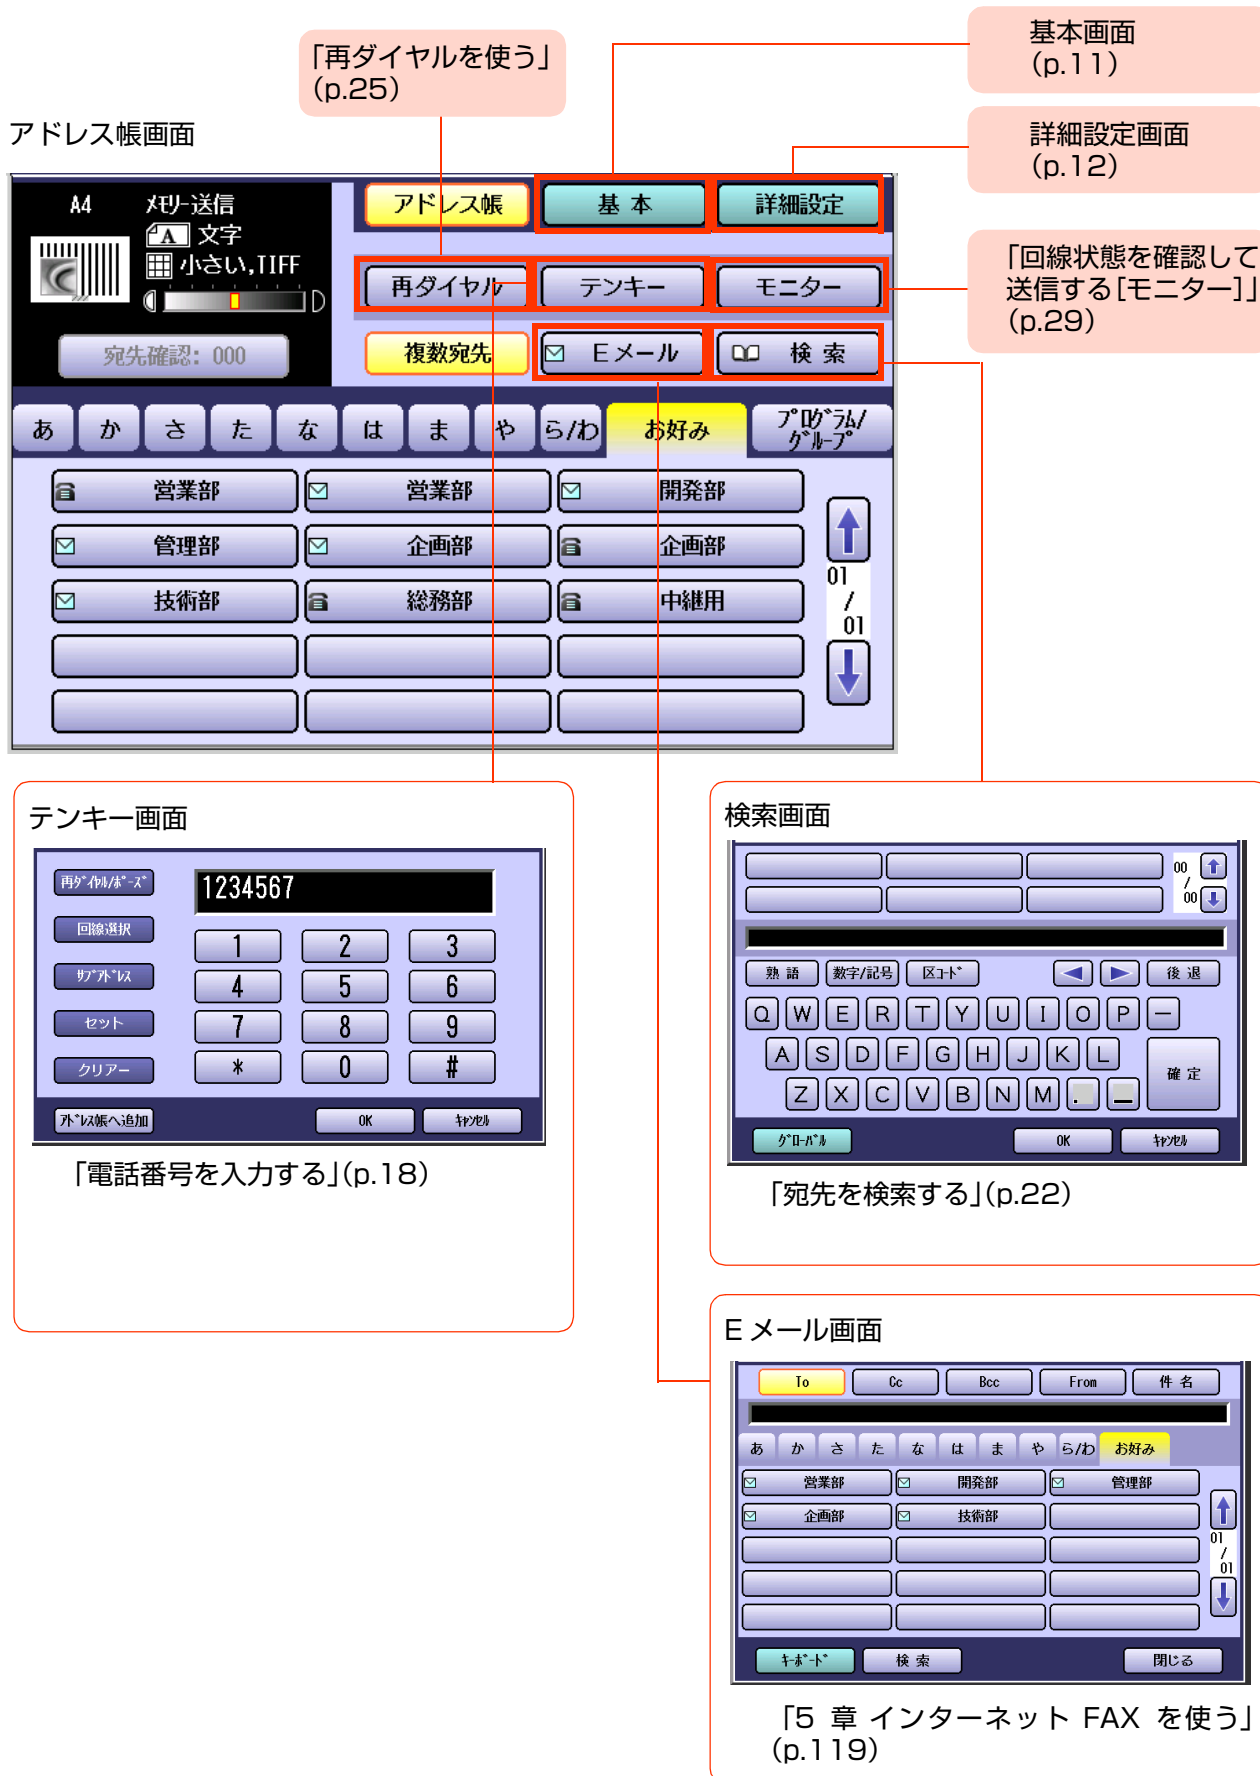 「再ダイヤルを使う」
(p.25)
基本画面
(p.11)
詳細設定画面
(p.12)
アドレス帳画面
A4
ﾒﾓﾘｰ送信
A 文字
小さい,TIFF
宛先確認: 000
アドレス帳
基 本
詳細設定
再ダイヤル
テンキー
モニター
複数宛先
Eメール
検 索
「回線状態を確認して
送信する[モニター]」
(p.29)
あ か さ た な は ま や ら/わ お好み ﾌﾟﾛｸﾞﾗﾑ/
ｸﾞﾙｰﾌﾟ
営業部 営業部 開発部
管理部 企画部 企画部
技術部 総務部 中継用
01
/
01
テンキー画面
再ﾀﾞｲﾔﾙ/ﾎﾟｰｽﾞ
回線選択
ｻﾌﾞｱﾄﾞﾚｽ
セット
クリアー
1234567
1 2 3
4 5 6
7 8 9
* 0 #
ｱﾄﾞﾚｽ帳へ追加 OK ｷｬﾝｾﾙ
「電話番号を入力する」(p.18)
検索画面
00
/
00
熟 語 数字/記号 区ｺｰﾄﾞ 後 退
Q W E R T Y U I O P −
A S D F G H J K L
Z X C V B N M . _
確 定
ｸﾞﾛｰﾊﾞﾙ OK ｷｬﾝｾﾙ
「宛先を検索する」(p.22)
E メール画面
To Cc Bcc From 件 名
あ か さ た な は ま や ら/わ お好み
営業部 開発部 管理部
企画部 技術部
01
/
01
ｷｰﾎﾞｰﾄﾞ 検 索 閉じる
「5 章 インターネット FAX を使う」
(p.119)